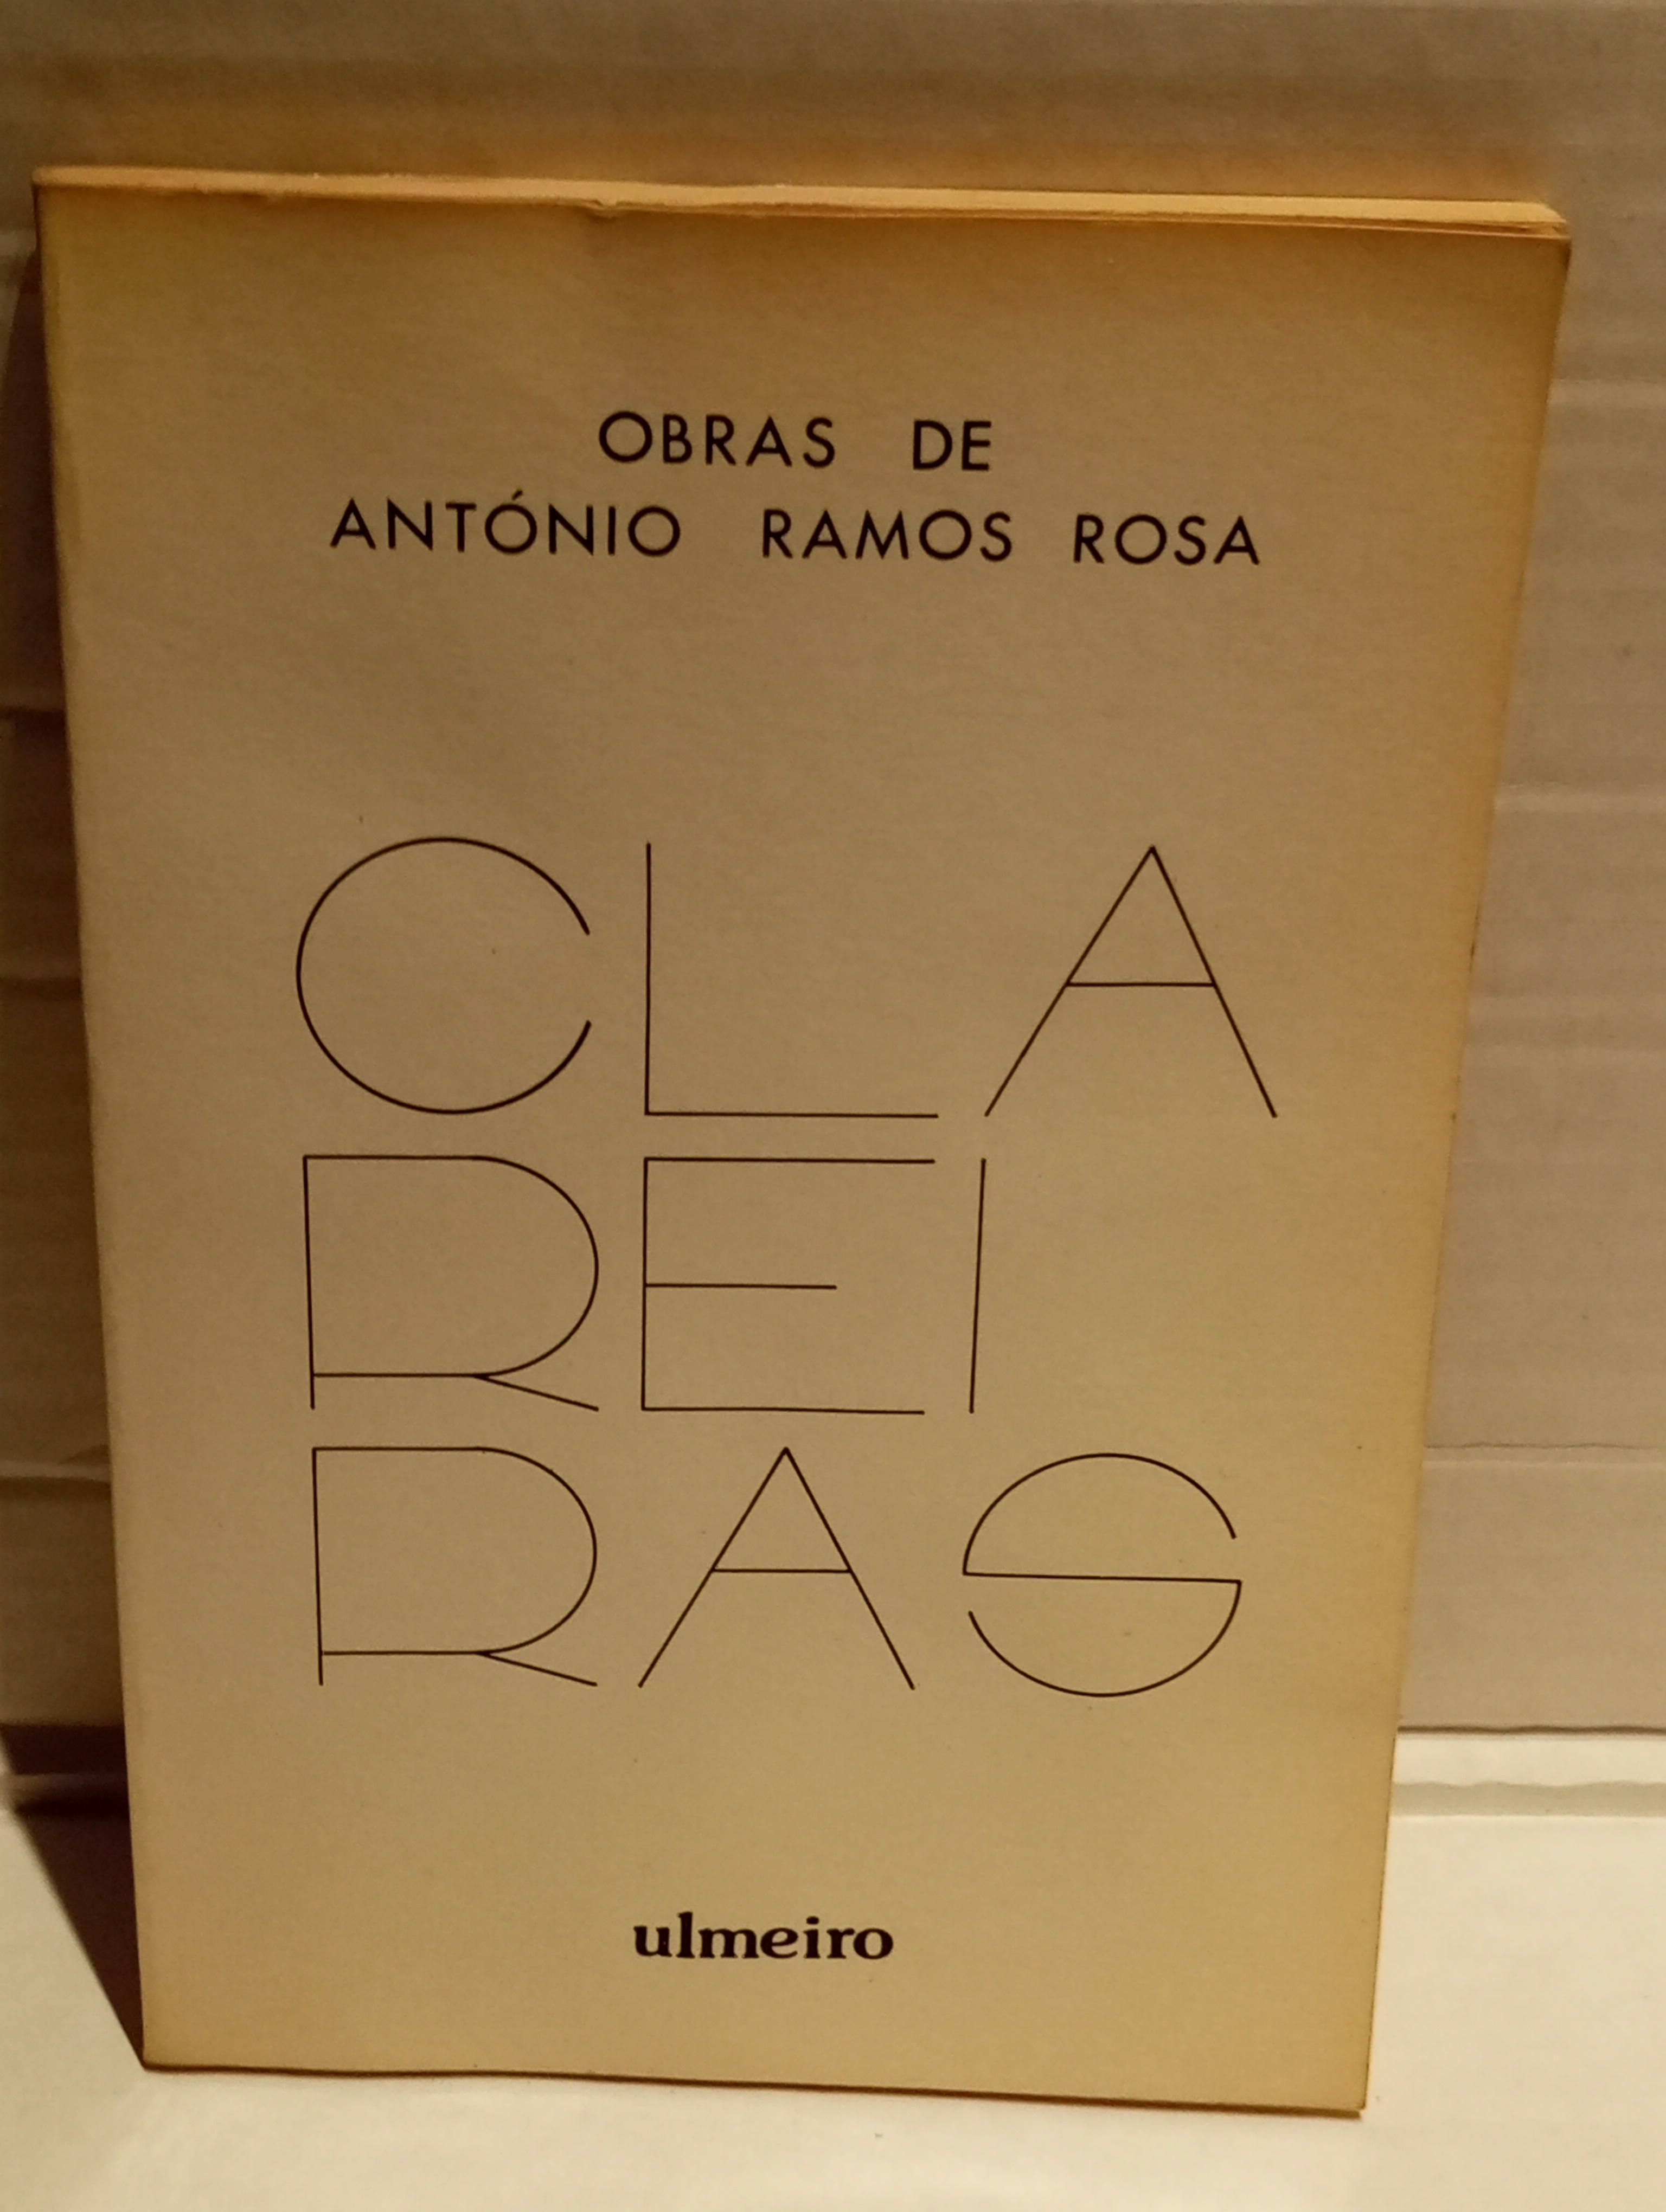 OBRAS DE
ANTÓNIO RAMOS ROSA
CLA
REI
RAS
ulmeiro